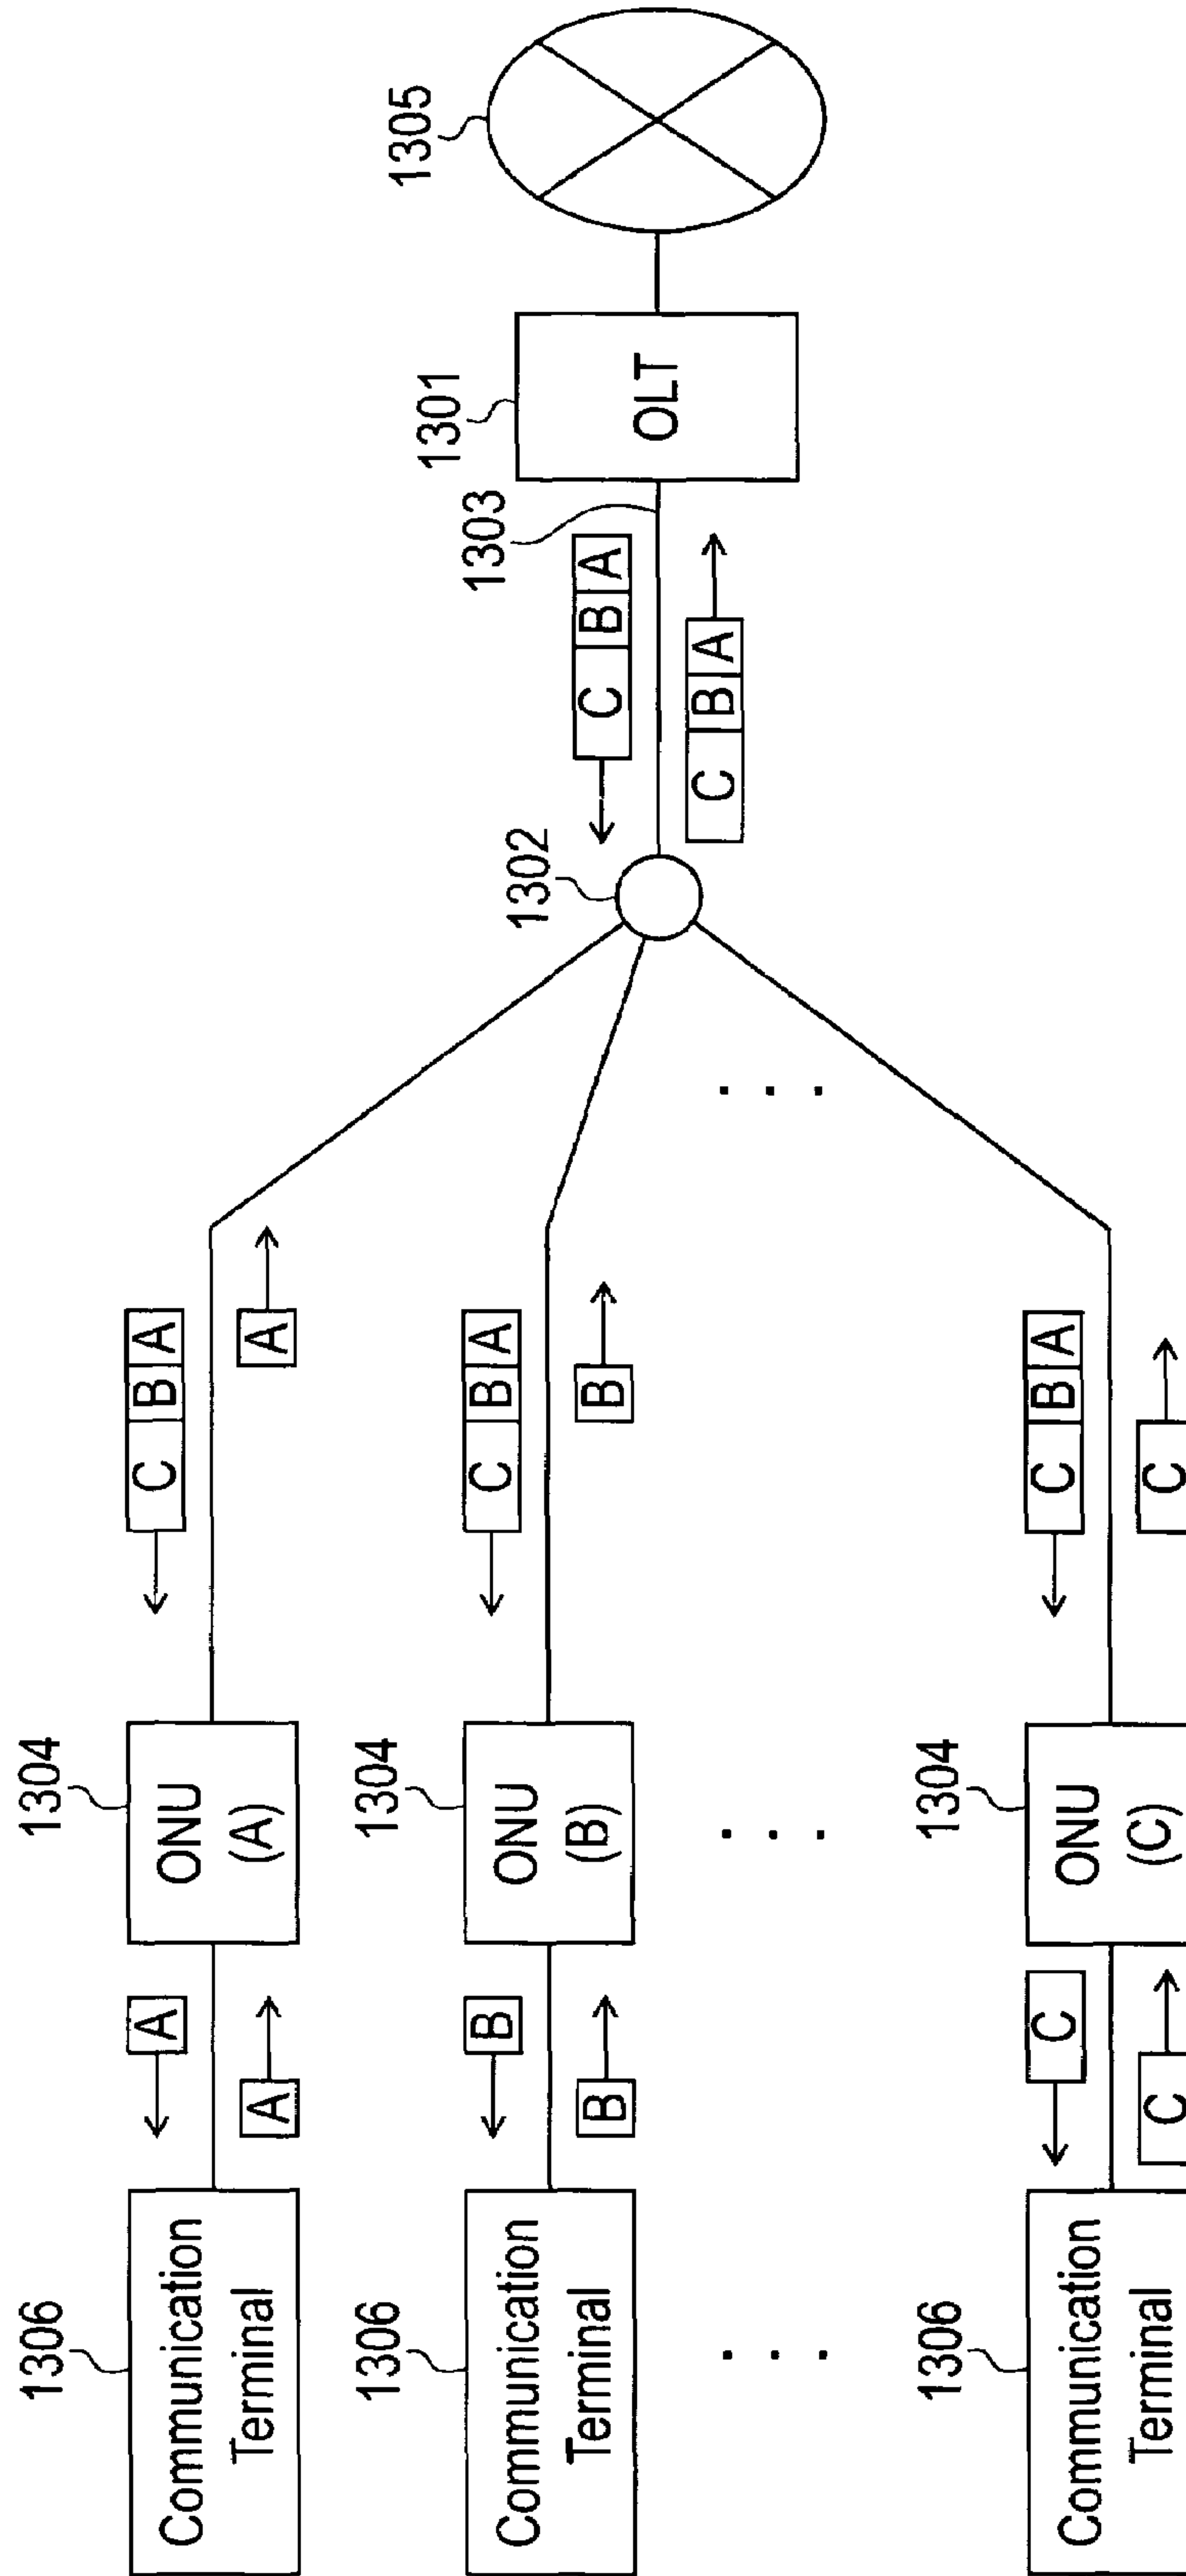 1306
Communication
Terminal
A
A
1304
ONU
(A)
C B A
A
1306
Communication
Terminal
B
B
1304
ONU
(B)
C B A
B
1306
Communication
Terminal
C
C
1304
ONU
(C)
C B A
C
1302
C B A
C B A
1303
1301
OLT
1305
. . .
. . .
. . .